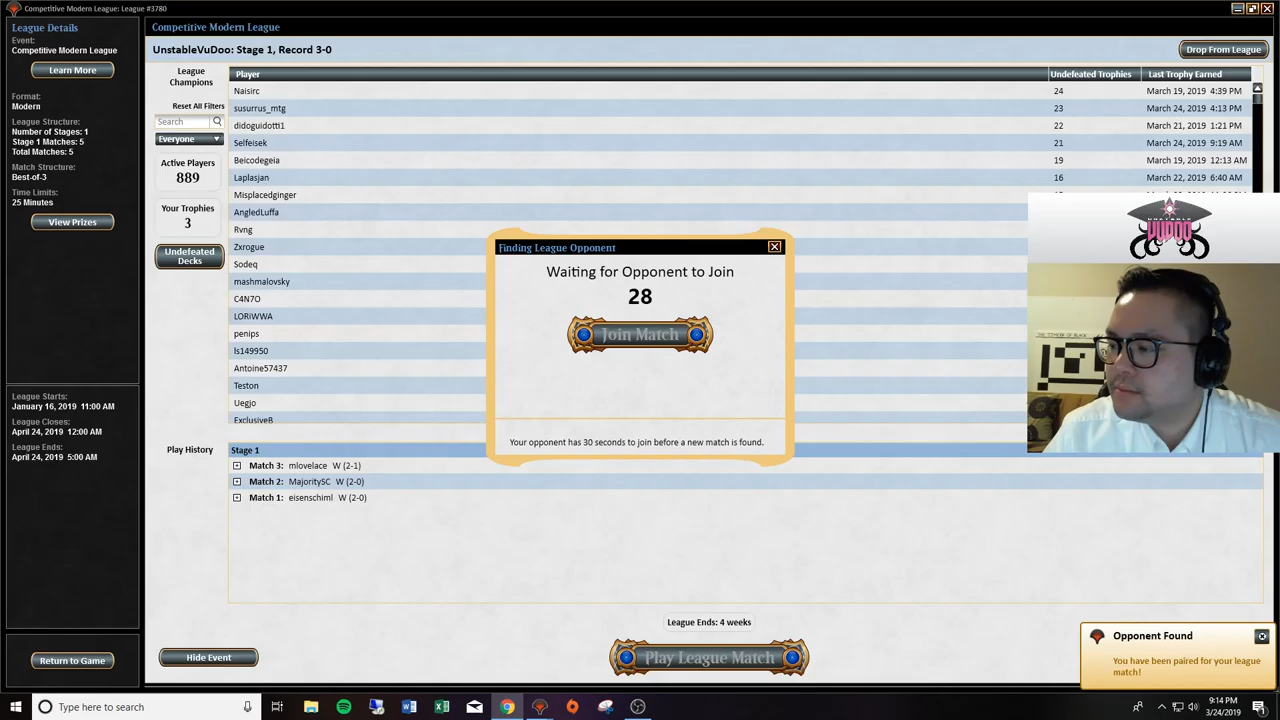 Competitive Modern League: League #3780
League Details
Event:
Competitive Modern League
Learn More
Format:
Modern
League Structure:
Number of Stages: 1
Stage 1 Matches: 5
Total Matches: 5
Match Structure:
Best-of-3
Time Limits:
25 Minutes
View Prizes
League Starts:
January 16, 2019 11:00 AM
League Closes:
April 24, 2019 12:00 AM
League Ends:
April 24, 2019 5:00 AM
Return to Game
Competitive Modern League
UnstableVuDoo: Stage 1, Record 3-0
Drop From League
League
Champions
Reset All Filters
Search
Everyone
Active Players
889
Your Trophies
3
Undefeated
Decks
Player Undefeated Trophies Last Trophy Earned
Naisirc 24 March 19, 2019 4:39 PM
susurrus_mtg 23 March 24, 2019 4:13 PM
didoguidotti1 22 March 21, 2019 1:21 PM
Selfeisek 21 March 24, 2019 9:19 AM
Beicodegeia 19 March 19, 2019 12:13 AM
Laplasjan 16 March 22, 2019 6:40 AM
Misplacedginger
AngledLuffa
Rvng
Zxrogue
Sodeq
mashmalovsky
C4N7O
LORiWWA
penips
ls149950
Antoine57437
Teston
Uegjo
ExclusiveB
Finding League Opponent
Waiting for Opponent to Join
28
Join Match
Your opponent has 30 seconds to join before a new match is found.
UNSTABLE
VUDOO
Play History
Stage 1
Match 3: mlovelace W (2-1)
Match 2: MajoritySC W (2-0)
Match 1: eisenschiml W (2-0)
League Ends: 4 weeks
Hide Event
Play League Match
Opponent Found
You have been paired for your league
match!
Type here to search
9:14 PM
3/24/2019